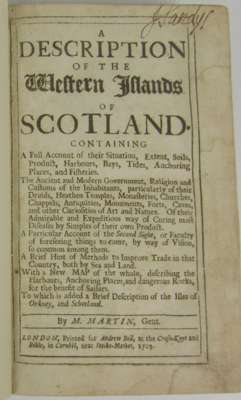 J. Sandys
A
DESCRIPTION
OF THE
Western Islands
OF
SCOTLAND.
CONTAINING
A Full Account of their Situation, Extent, Soils,
Product, Harbours, Bays, Tides, Anchoring
Places, and Fisheries.
The Ancient and Modern Government, Religion and
Customs of the Inhabitants, particularly of their
Druids, Heathen Temples, Monasteries, Churches,
Chappels, Antiquities, Monuments, Forts, Caves,
and other Curiosities of Art and Nature. Of their
Admirable and Expeditious way of Curing most
Diseases by Simples of their own Product.
A Particular Account of the Second Sight, or Faculty
of foreseeing things to come, by way of Vision,
so common among them.
A Brief Hint of Methods to Improve Trade in that
Country, both by Sea and Land.
With a New MAP of the whole, describing the
Harbours, Anchoring Places, and dangerous Rocks,
for the benefit of Sailers.
To which is added a Brief Description of the Isles of
Orkney, and Schetland.
By M. MARTIN, Gent.
LONDON, Printed for Andrew Bell, at the Cross-Keys and
Bible, in Cornhill, near Stocks-Market, 1703.